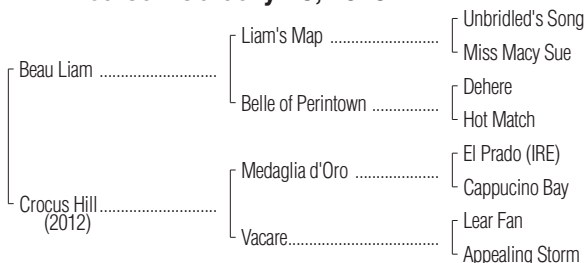 Unbridled's Song
Liam's Map ....................
Miss Macy Sue
Beau Liam ......................
Dehere
Belle of Perintown ............
Hot Match
El Prado (IRE)
Medaglia d'Oro ...............
Cappucino Bay
Crocus Hill ......................
(2012)
Lear Fan
Vacare............................
Appealing Storm